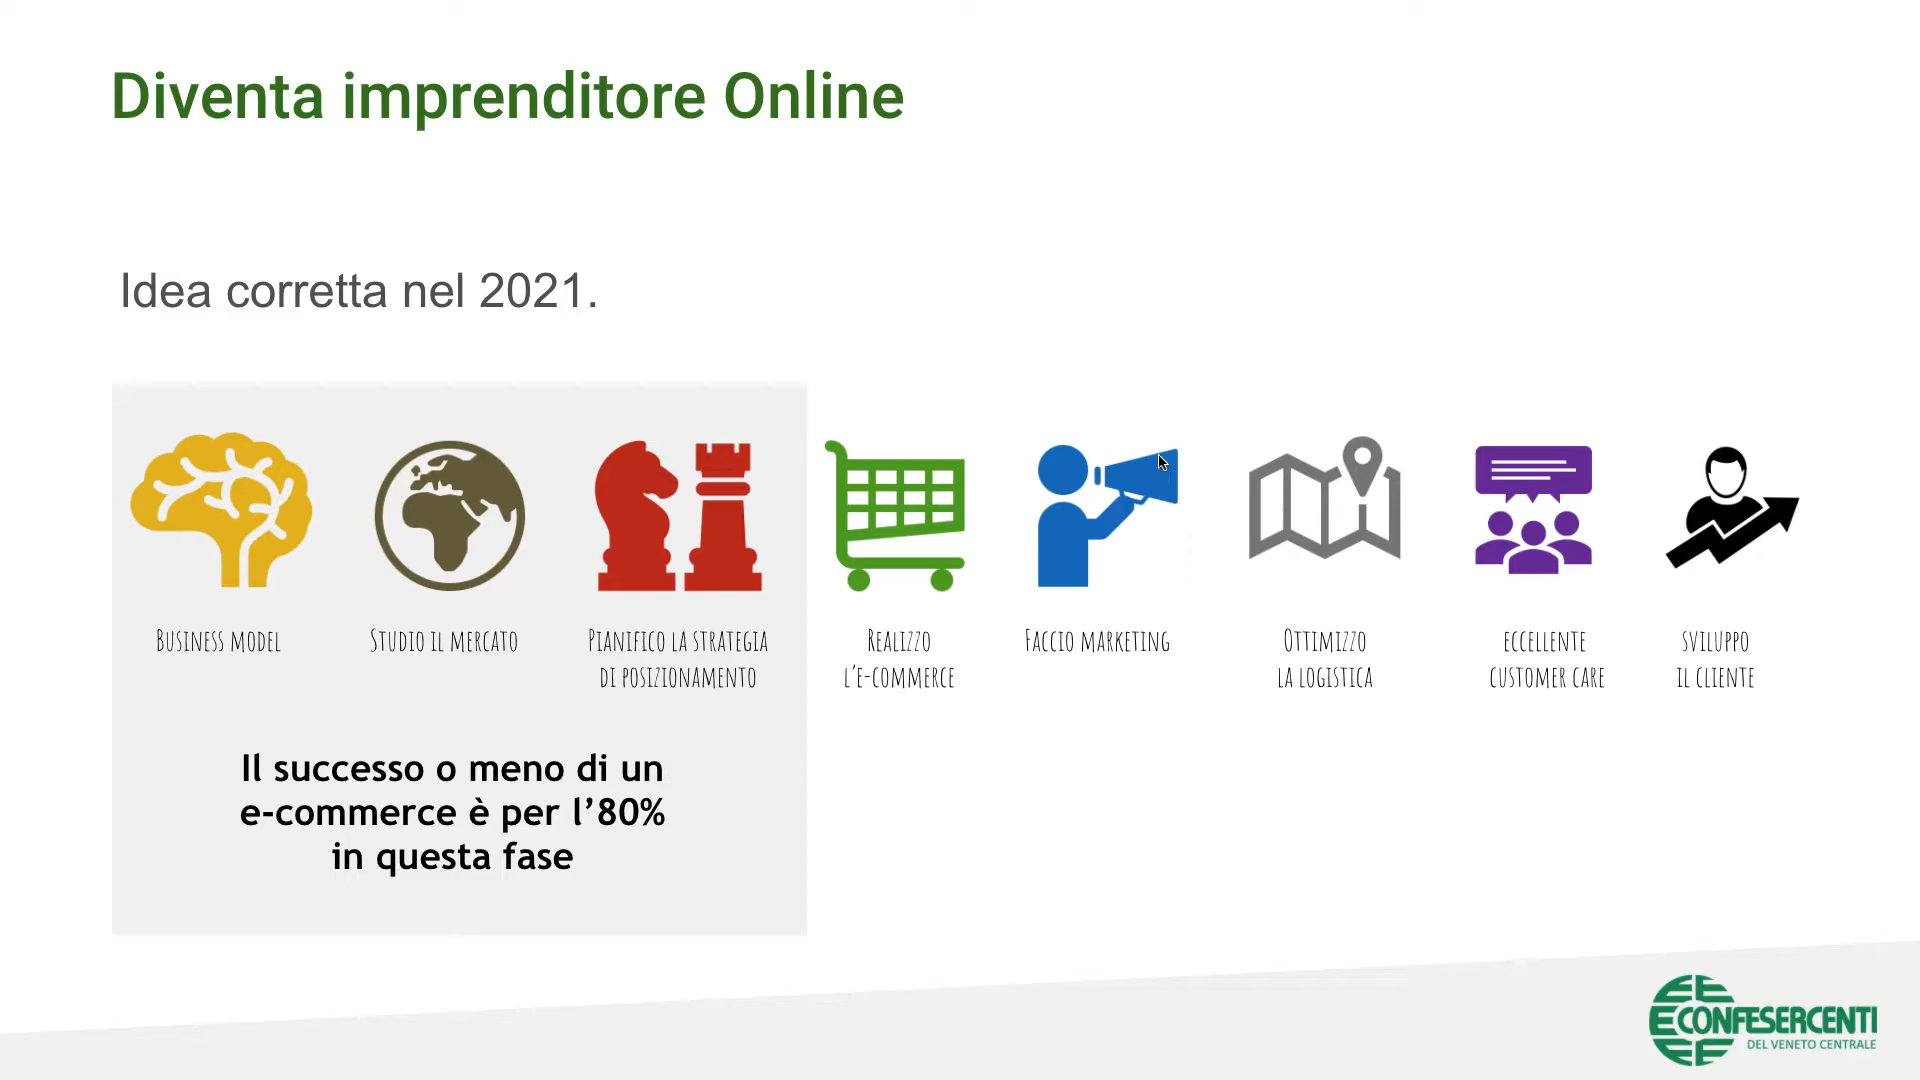 Diventa imprenditore Online
Idea corretta nel 2021.
Business model
Studio il mercato
Pianifico la strategia
di posizionamento
Realizzo
l'e-commerce
Faccio marketing
Ottimizzo
la logistica
eccellente
customer care
sviluppo
il cliente
Il successo o meno di un
e-commerce è per l'80%
in questa fase
CONFESERCENTI
DEL VENETO CENTRALE